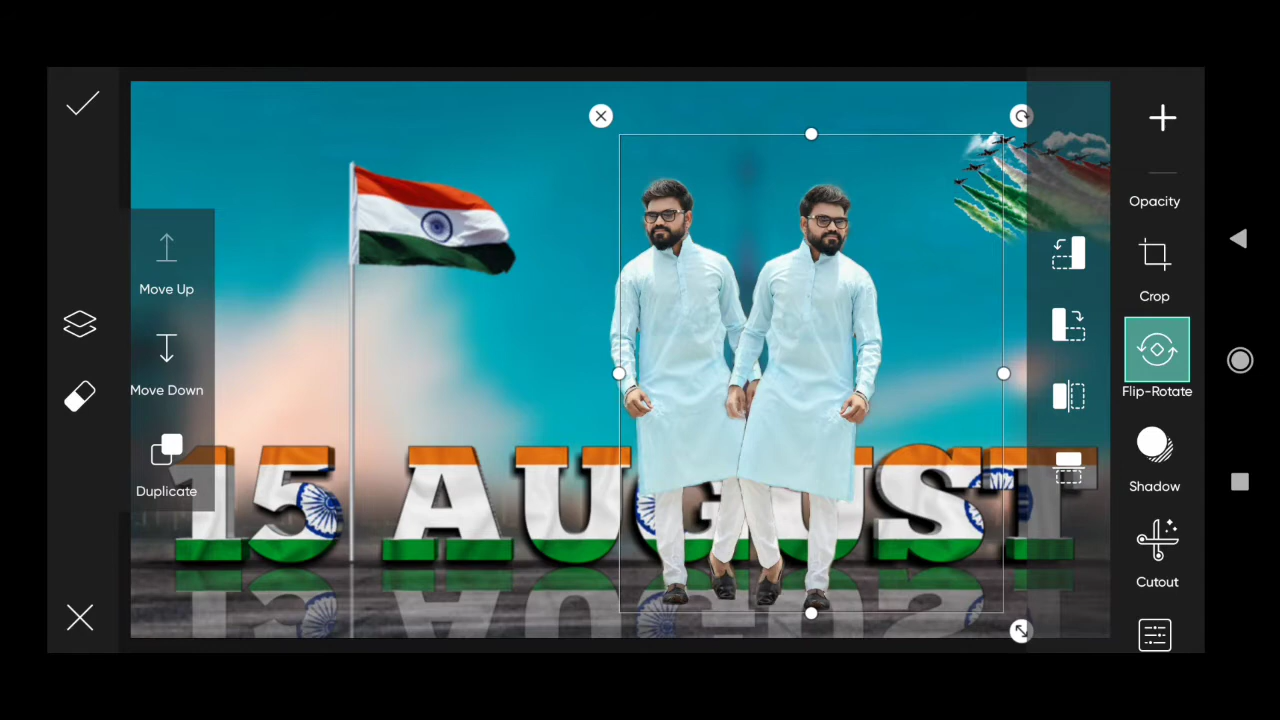 Move Up
Move Down
Duplicate
15 AUGUST
Opacity
Crop
Flip-Rotate
Shadow
Cutout